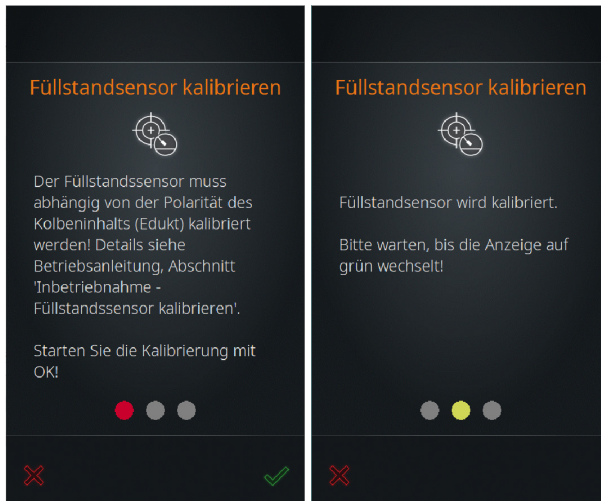 Füllstandsensor kalibrieren
Der Füllstandssensor muss
abhängig von der Polarität des
Kolbeninhalts (Edukt) kalibriert
werden! Details siehe
Betriebsanleitung, Abschnitt
'Inbetriebnahme -
Füllstandssensor kalibrieren'.
Starten Sie die Kalibrierung mit
OK!
Füllstandsensor kalibrieren
Füllstandsensor wird kalibriert.
Bitte warten, bis die Anzeige auf
grün wechselt!